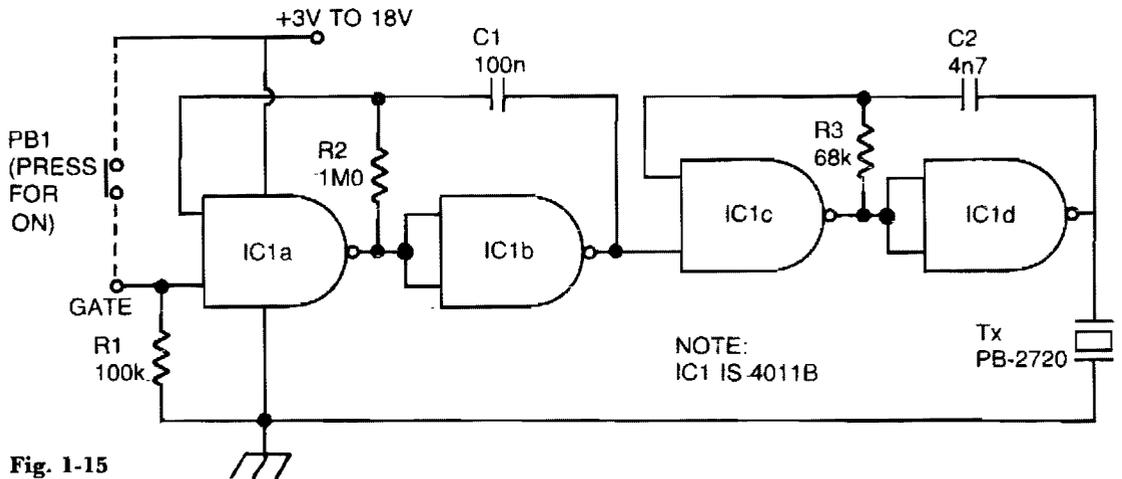 +3V TO 18V
C1
100n
C2
4n7
PB1
(PRESS
FOR
ON)
R2
1M0
R3
68k
IC1a
IC1b
IC1c
IC1d
GATE
R1
100k
NOTE:
IC1 IS 4011B
Tx
PB-2720
Fig. 1-15